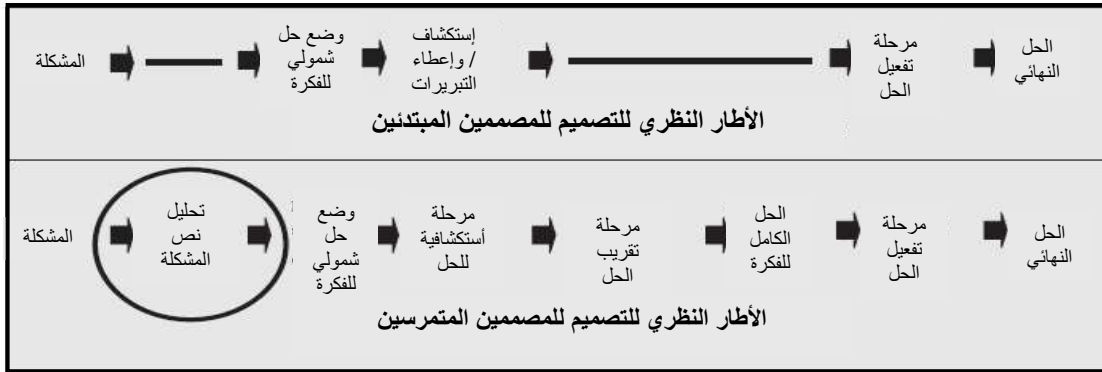 المشكلة
وضع حل
شمولي
للفكرة
إستكشاف
/ وإعطاء
التبريرات
مرحلة
تفعيل
الحل
الحل
النهائي
الأطار النظري للتصميم للمصممين المبتدئين
المشكلة
تحليل
نص
المشكلة
وضع
حل
شمولي
للفكرة
مرحلة
أستكشافية
للحل
مرحلة
تقريب
الحل
الحل
الكامل
للفكرة
مرحلة
تفعيل
الحل
الحل
النهائي
الأطار النظري للتصميم للمصممين المتمرسين